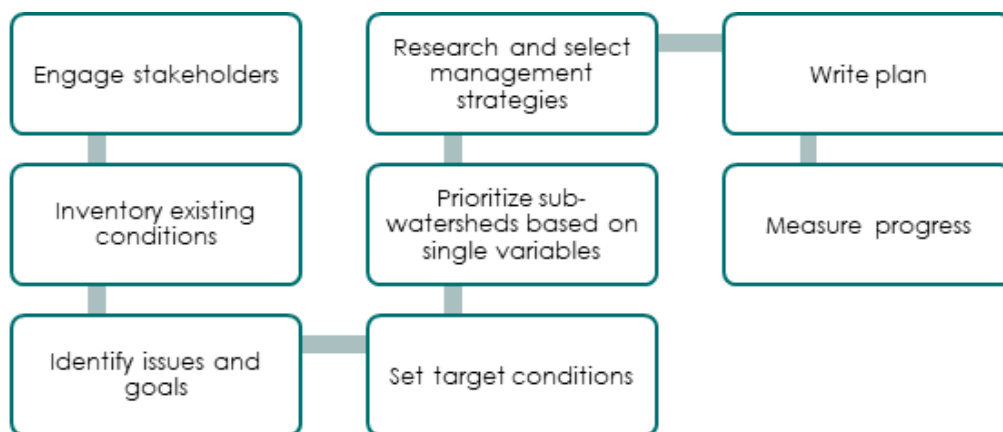 Engage stakeholders
Inventory existing
conditions
Identify issues and
goals
Set target conditions
Prioritize sub-
watersheds based on
single variables
Research and select
management
strategies
Write plan
Measure progress